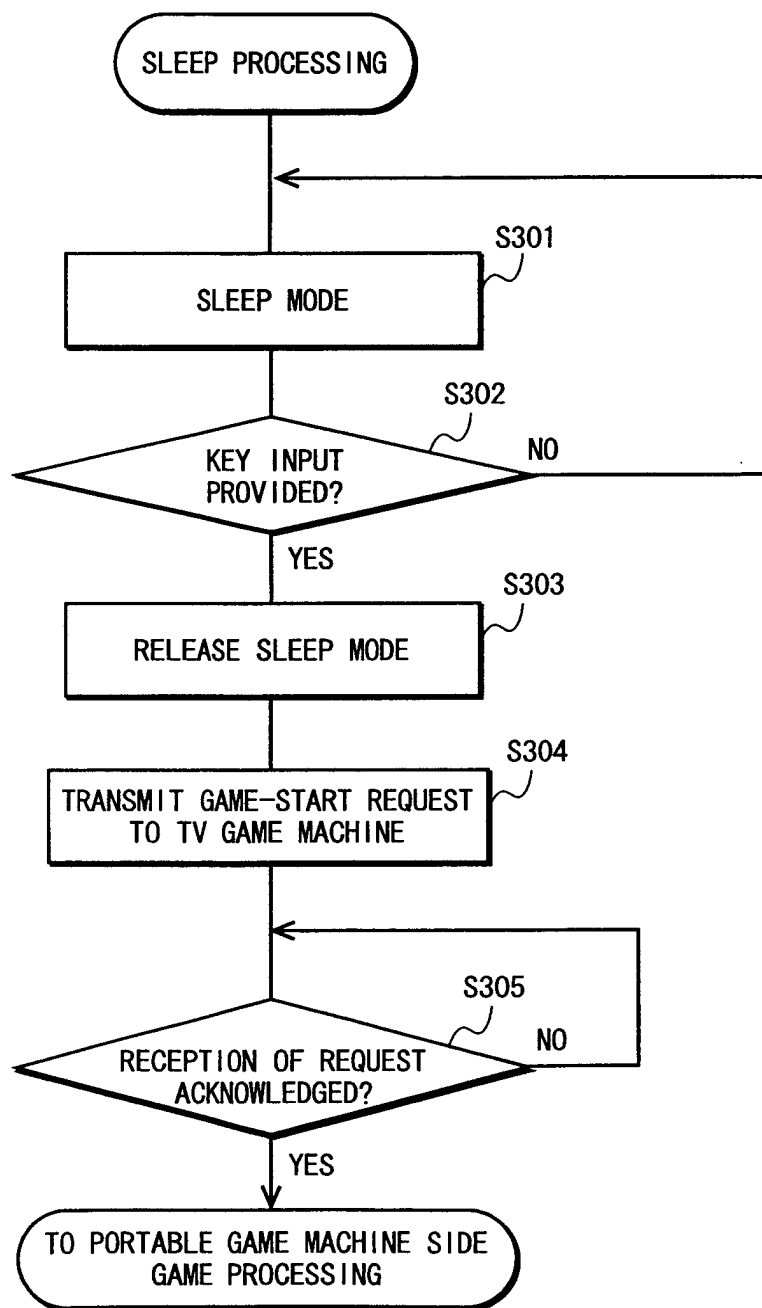 SLEEP PROCESSING
S301
SLEEP MODE
S302
KEY INPUT
PROVIDED?
NO
YES
S303
RELEASE SLEEP MODE
S304
TRANSMIT GAME-START REQUEST
TO TV GAME MACHINE
S305
RECEPTION OF REQUEST
ACKNOWLEDGED?
NO
YES
TO PORTABLE GAME MACHINE SIDE
GAME PROCESSING